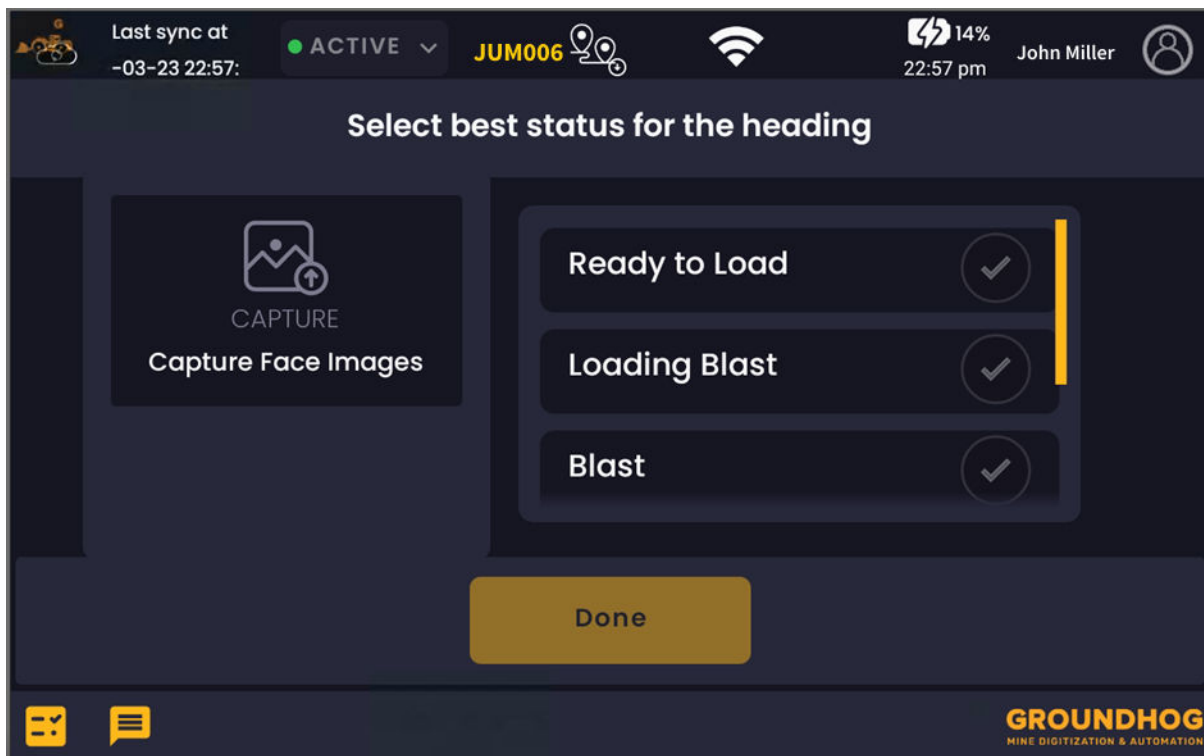 G
Last sync at
-03-23 22:57:
ACTIVE
JUM006
14%
22:57 pm
John Miller
Select best status for the heading
CAPTURE
Capture Face Images
Ready to Load
Loading Blast
Blast
Done
GROUNDHOG
MINE DIGITIZATION & AUTOMATION